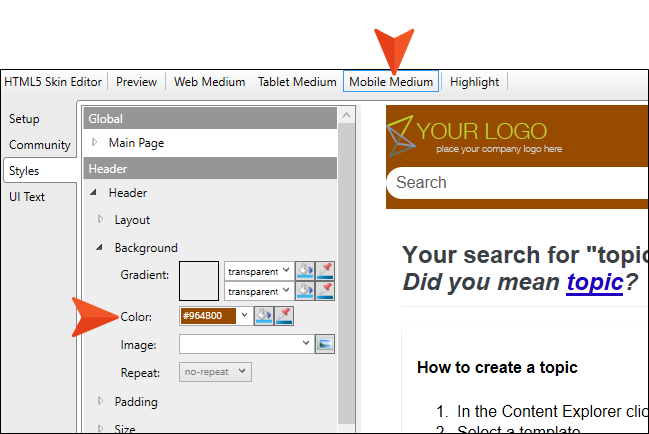 HTML5 Skin Editor Preview Web Medium Tablet Medium Mobile Medium Highlight
Setup
Community
Styles
UI Text
Global
Main Page
Header
Header
Layout
Background
Gradient: transparent
transparent
Color: #964B00
Image:
Repeat: no-repeat
Padding
Size
YOUR LOGO
place your company logo here
Search
Your search for "topic
Did you mean topic?
How to create a topic
1. In the Content Explorer clic
2. Select a template